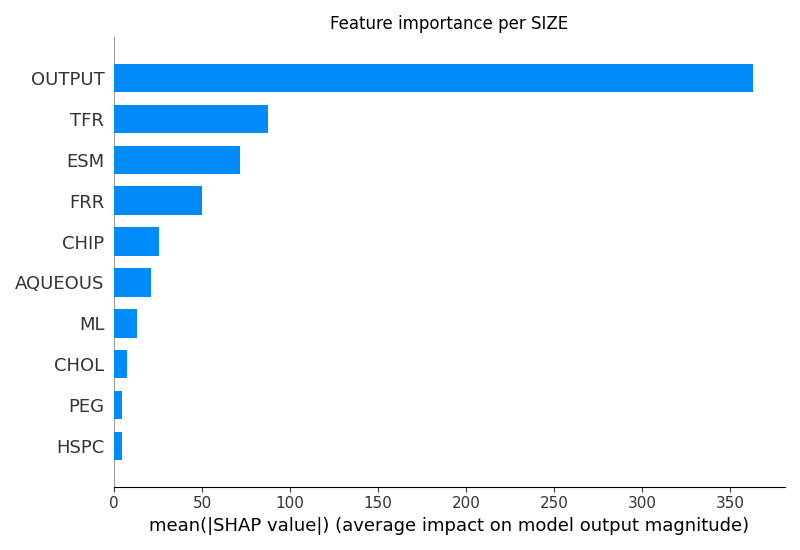 Feature importance per SIZE
OUTPUT
TFR
ESM
FRR
CHIP
AQUEOUS
ML
CHOL
PEG
HSPC
0 50 100 150 200 250 300 350
mean(|SHAP value|) (average impact on model output magnitude)